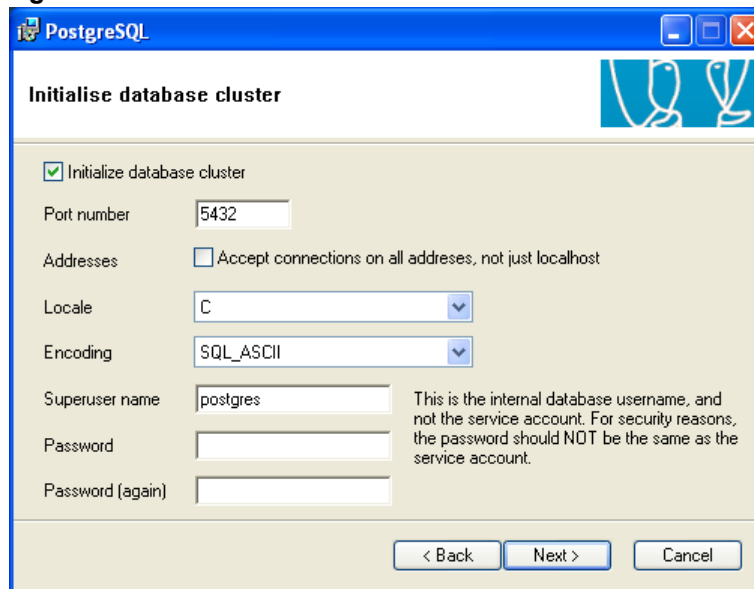 PostgreSQL
Initialise database cluster
Initialize database cluster
Port number 5432
Addresses Accept connections on all addreses, not just localhost
Locale C
Encoding SQL_ASCII
Superuser name postgres
This is the internal database username, and
not the service account. For security reasons,
the password should NOT be the same as the
service account.
Password
Password (again)
< Back Next > Cancel